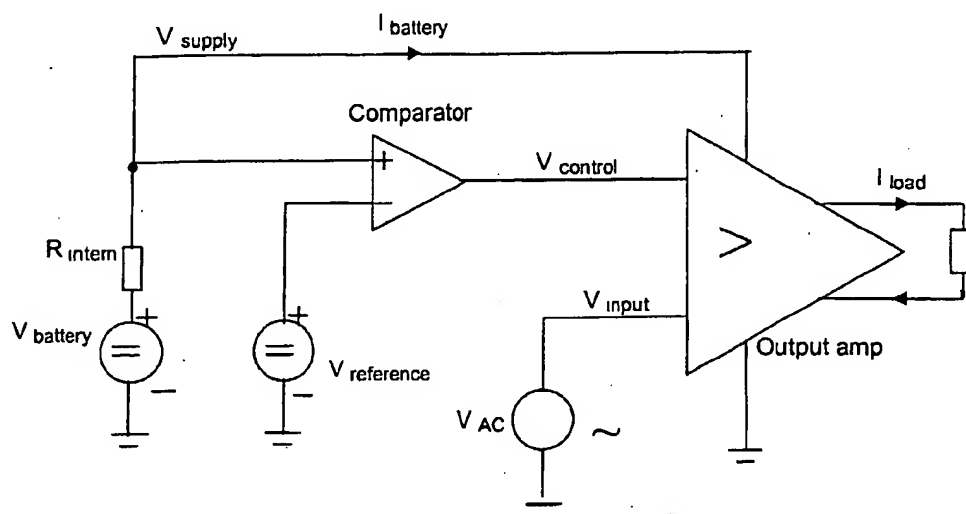 V supply
I battery
Comparator
+
−
V control
I load
R intern
>
V input
V battery
+
=
−
+
=
−
V reference
Output amp
V AC
~